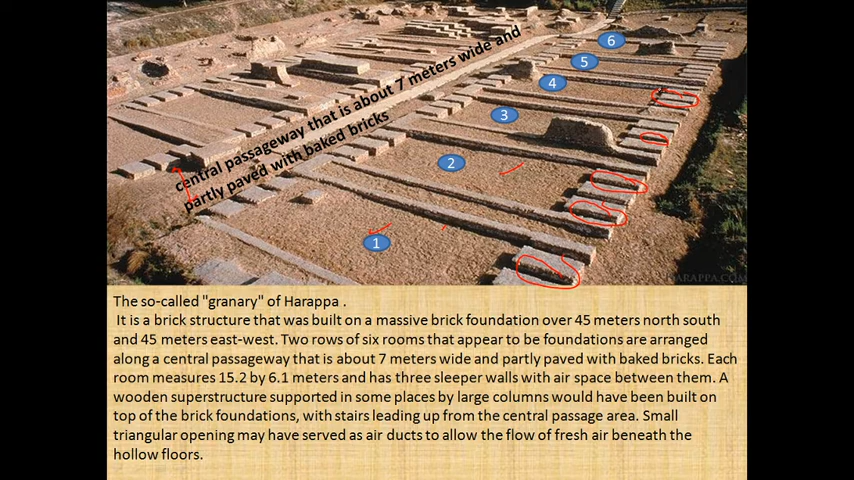 6
5
4
3
2
1
central passageway that is about 7 meters wide and
partly paved with baked bricks
HARAPPA.COM
The so-called "granary" of Harappa .
It is a brick structure that was built on a massive brick foundation over 45 meters north south
and 45 meters east-west. Two rows of six rooms that appear to be foundations are arranged
along a central passageway that is about 7 meters wide and partly paved with baked bricks. Each
room measures 15.2 by 6.1 meters and has three sleeper walls with air space between them. A
wooden superstructure supported in some places by large columns would have been built on
top of the brick foundations, with stairs leading up from the central passage area. Small
triangular opening may have served as air ducts to allow the flow of fresh air beneath the
hollow floors.